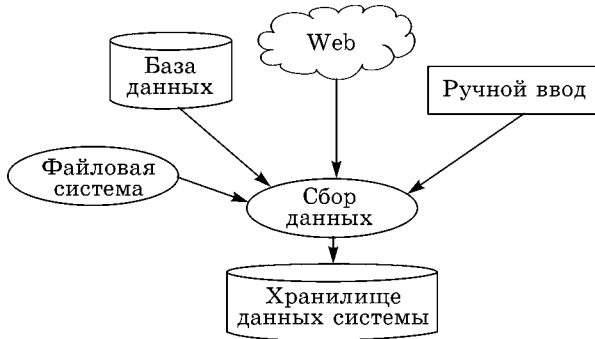 Web
База
данных
Ручной ввод
Файловая
система
Сбор
данных
Хранилище
данных системы